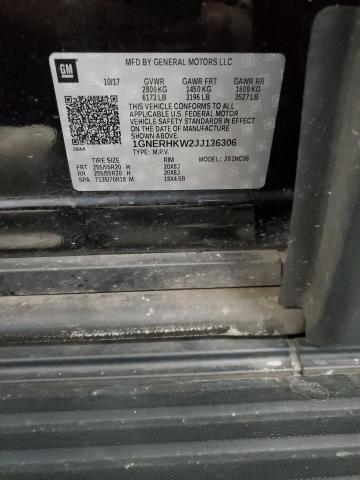 GM
MFD BY GENERAL MOTORS LLC
10/17 GVWR GAWR FRT GAWR RR
2800 KG 1450 KG 1600 KG
6173 LB 3196 LB 3527 LB
THIS VEHICLE CONFORMS TO ALL
APPLICABLE U.S. FEDERAL MOTOR
VEHICLE SAFETY AND
STANDARDS IN EFFECT ON THE
DATE OF MANUFACTURE SHOWN ABOVE.
1GNERHKW2JJ136306
TYPE: M.P.V.
TIRE SIZE RIM MODEL:
FRT 255/55R20 H 20X8J
RR 255/55R20 H 20X8J
SPA T135/70R18 M 18X4.5B